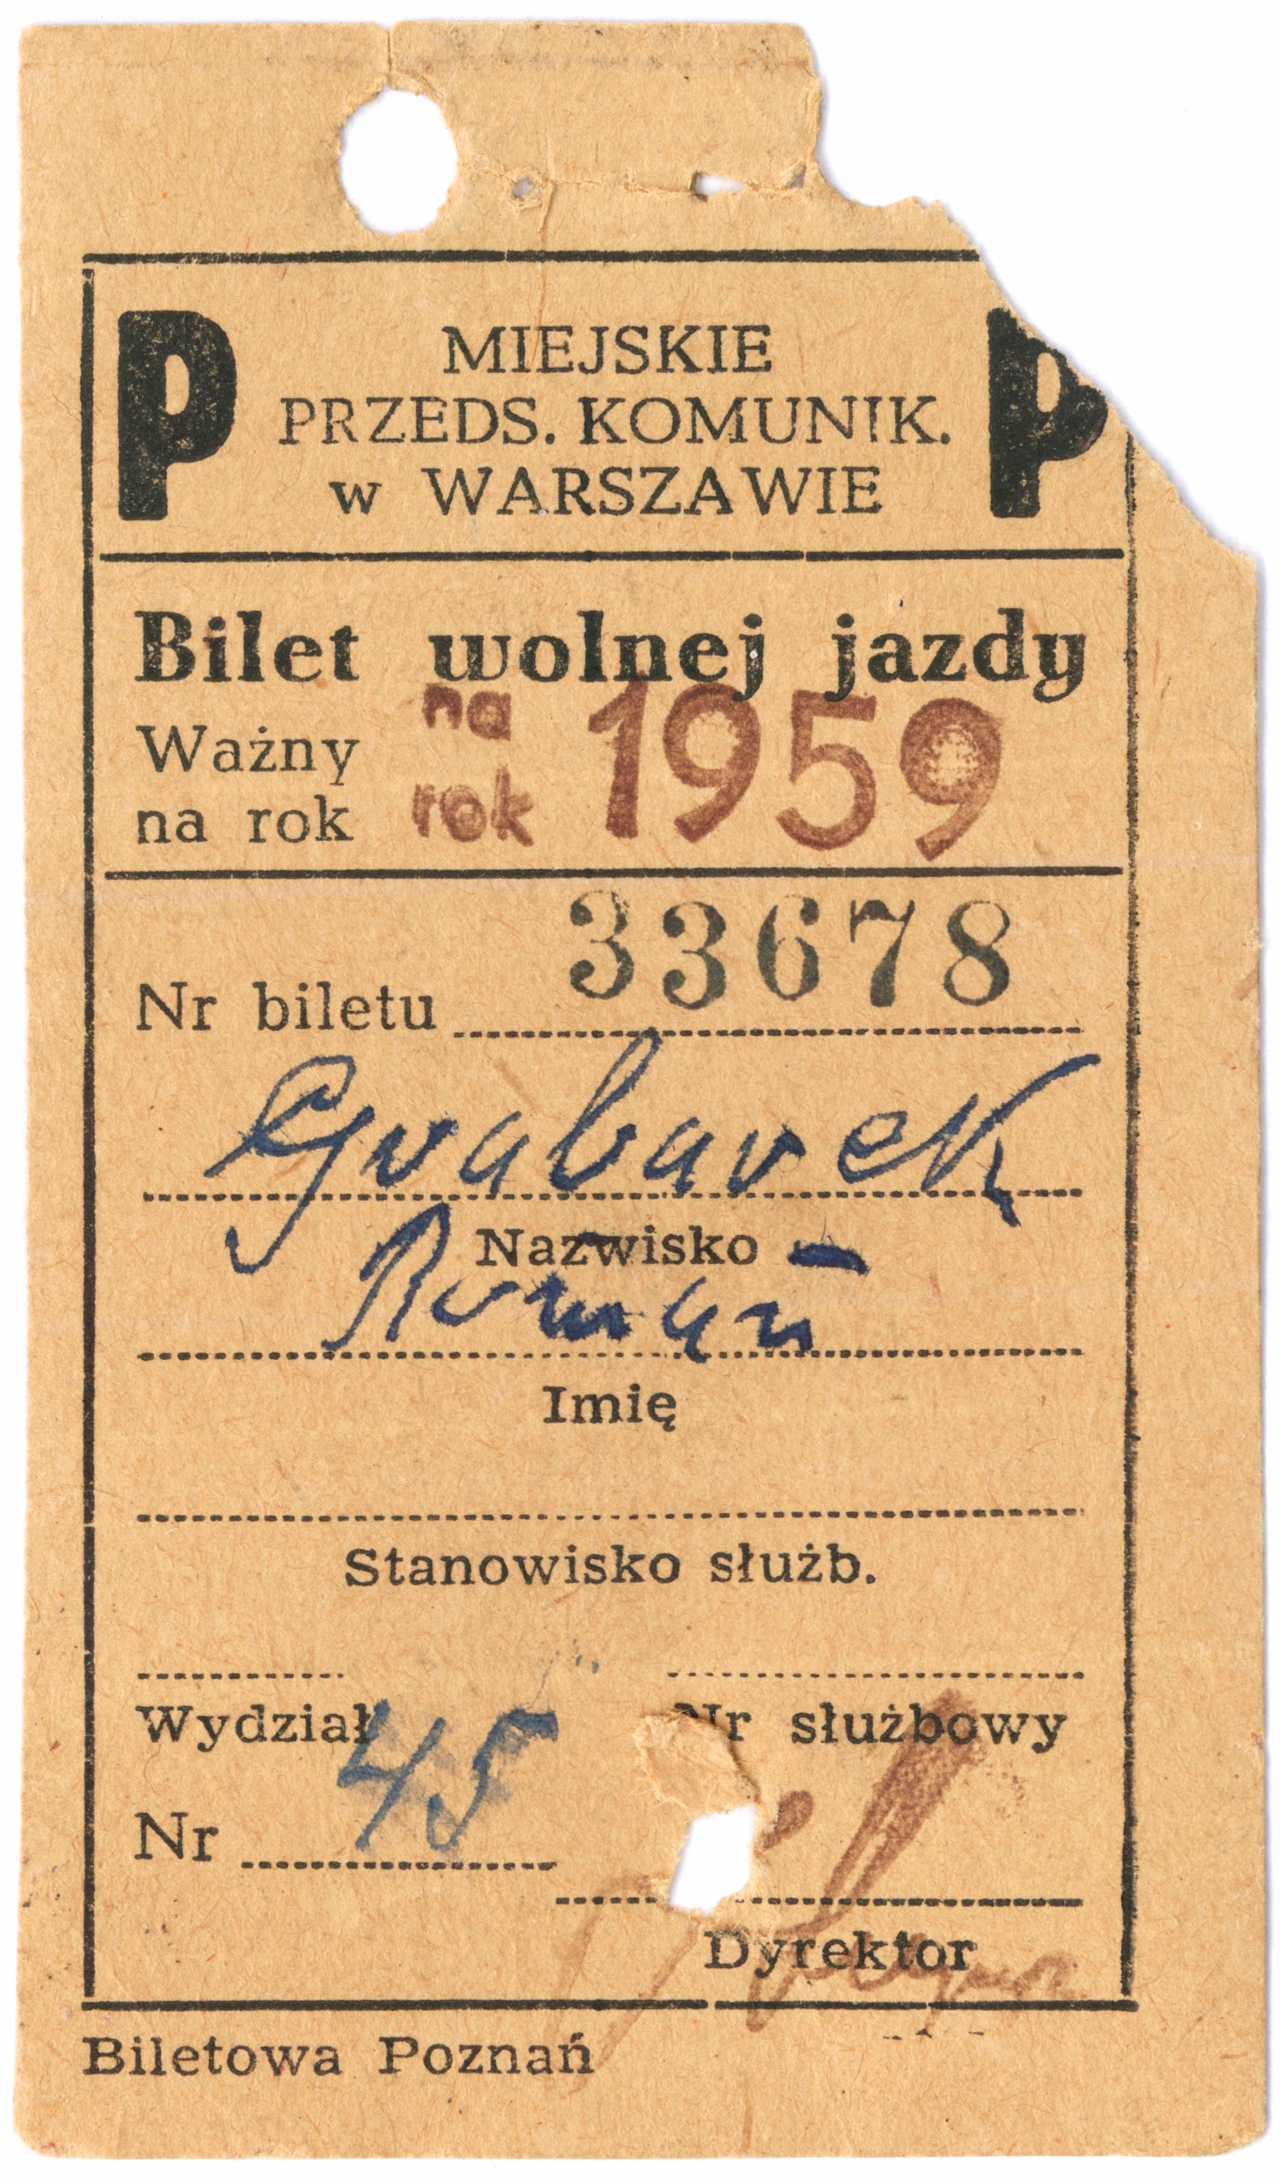 P MIEJSKIE P
PRZEDS. KOMUNIK.
w WARSZAWIE
Bilet wolnej jazdy
Ważny na 1959
na rok rok
33678
Nr biletu
Grabarek
Nazwisko
Roman
Imię
Stanowisko służb.
Wydział Nr służbowy
Nr 45
Dyrektor
Biletowa Poznań